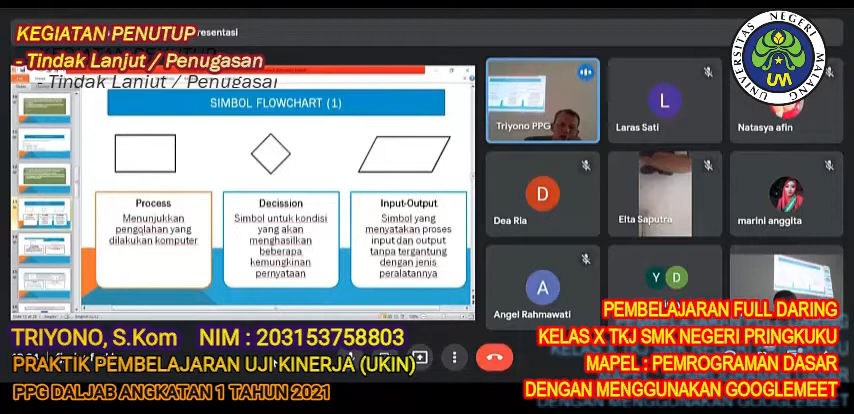 KEGIATAN PENUTUP
- Tindak Lanjut / Penugasan
- Tindak Lanjut / Penugasan
UNIVERSITAS NEGERI MALANG
UM
SIMBOL FLOWCHART (1)
Process
Menunjukkan
pengolahan yang
dilakukan komputer
Decission
Simbol untuk kondisi
yang akan
menghasilkan
beberapa
kemungkinan
pernyataan
Input-Output
Simbol yang
menyatakan proses
input dan output
tanpa tergantung
dengan jenis
peralatannya
Triyono PPG
L
Laras Sati
Natasya afin
D
Dea Ria
Elta Saputra
marini anggita
A
Angel Rahmawati
Y D
TRIYONO, S.Kom NIM : 203153758803
PRAKTIK PEMBELAJARAN UJI KINERJA (UKIN)
PPG DALJAB ANGKATAN 1 TAHUN 2021
PEMBELAJARAN FULL DARING
KELAS X TKJ SMK NEGERI PRINGKUKU
MAPEL : PEMROGRAMAN DASAR
DENGAN MENGGUNAKAN GOOGLEMEET